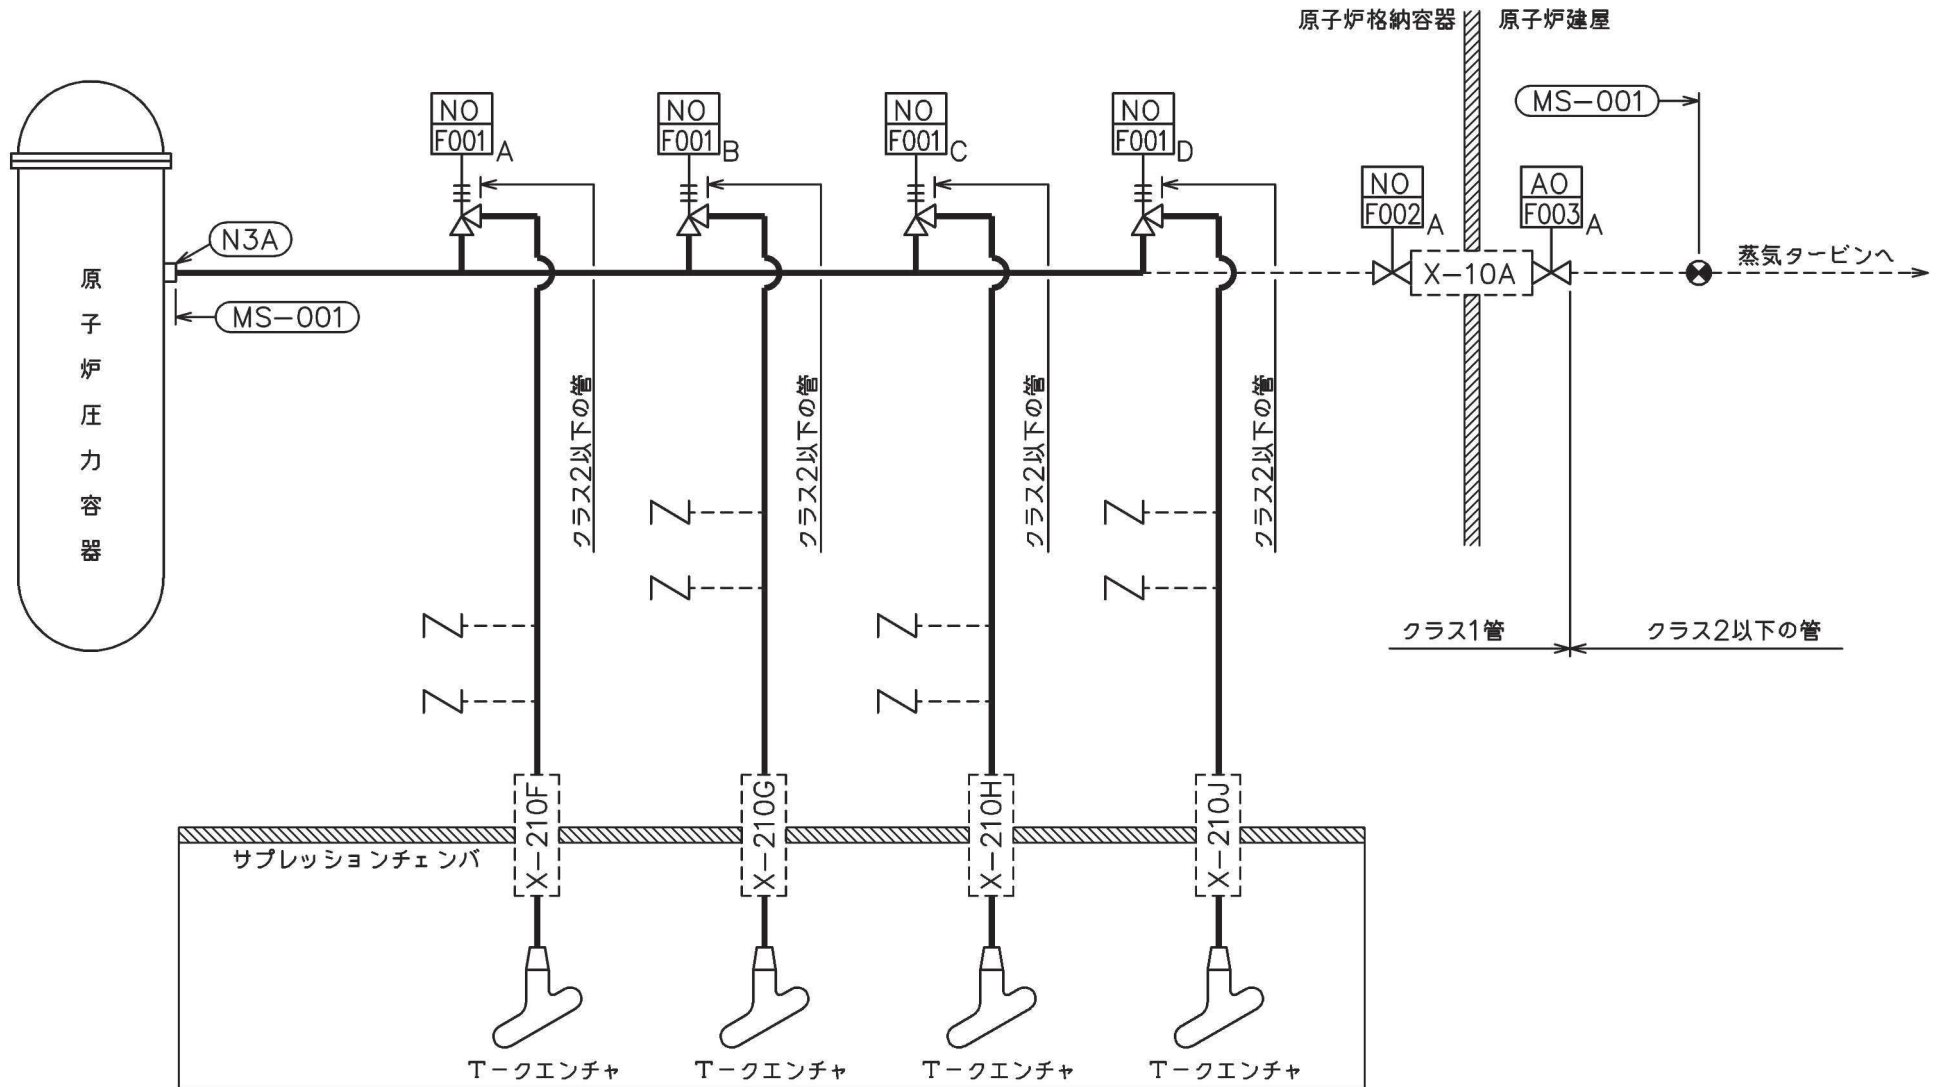 原子炉格納容器 原子炉建屋
MS-001
NO
F001 A
NO
F001 B
NO
F001 C
NO
F001 D
NO
F002 A
AO
F003 A
N3A
X-10A
蒸気タービンへ
MS-001
原子炉圧力容器
クラス2以下の管
クラス2以下の管
クラス2以下の管
クラス2以下の管
クラス1管
クラス2以下の管
X-210F
X-210G
X-210H
X-210J
サプレッションチェンバ
T-クエンチャ
T-クエンチャ
T-クエンチャ
T-クエンチャ